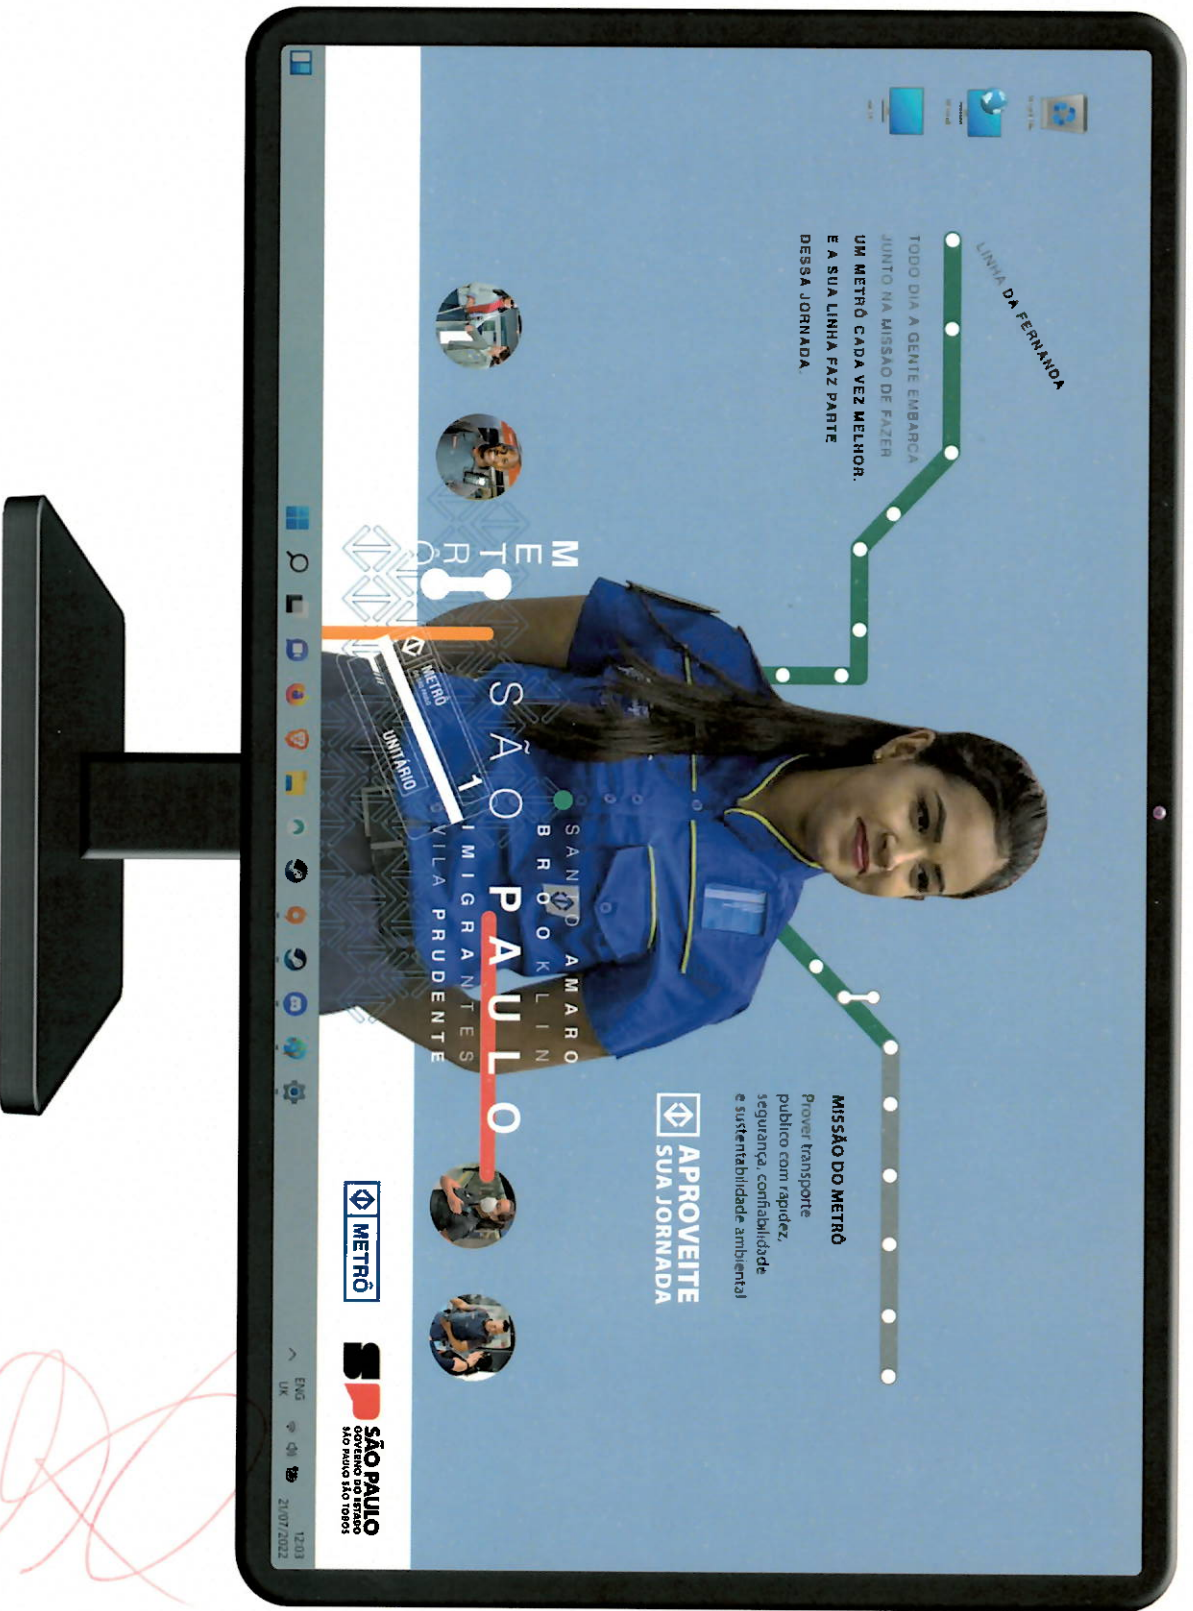 LINHA DA FERNANDA
TODO DIA A GENTE EMBARCA
JUNTO NA MISSÃO DE FAZER
UM METRÔ CADA VEZ MELHOR.
E A SUA LINHA FAZ PARTE
DESSA JORNADA.
MISSÃO DO METRÔ
Prover transporte
publico com rapidez,
segurança, confiabilidade
e sustentabilidade ambiental
APROVEITE
SUA JORNADA
METRÔ
SÃO PAULO
SANTO AMARO
BROOKLIN
IMIGRANTES
VILA PRUDENTE
METRÔ
UNITÁRIO
1
METRÔ
SÃO PAULO
GOVERNO DO ESTADO
SÃO PAULO SÃO TODOS
ENG
UK
12:03
21/07/2022